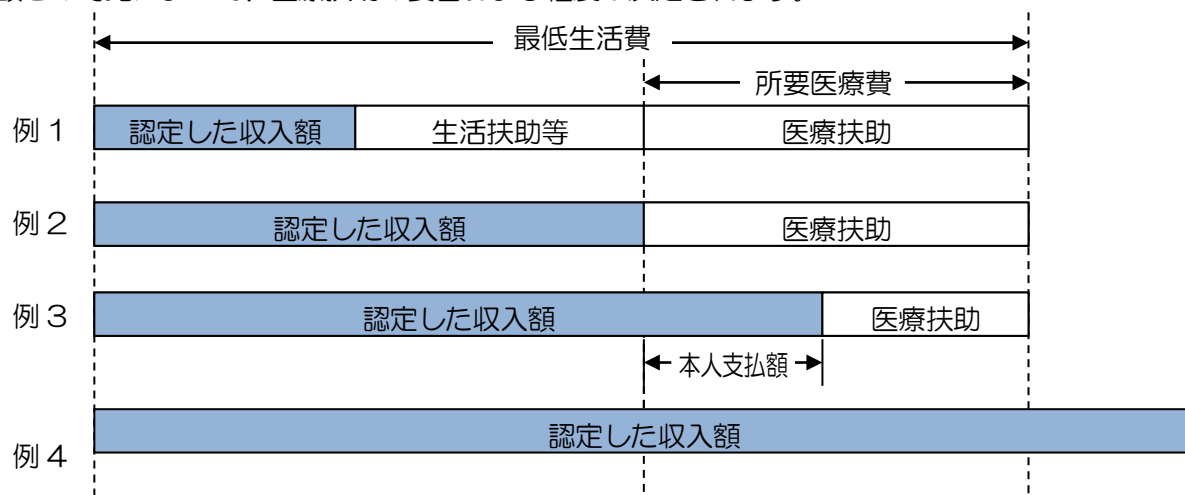 最低生活費
所要医療費
例１ 認定した収入額 生活扶助等 医療扶助
例２ 認定した収入額 医療扶助
例３ 認定した収入額 医療扶助
本人支払額
例４ 認定した収入額